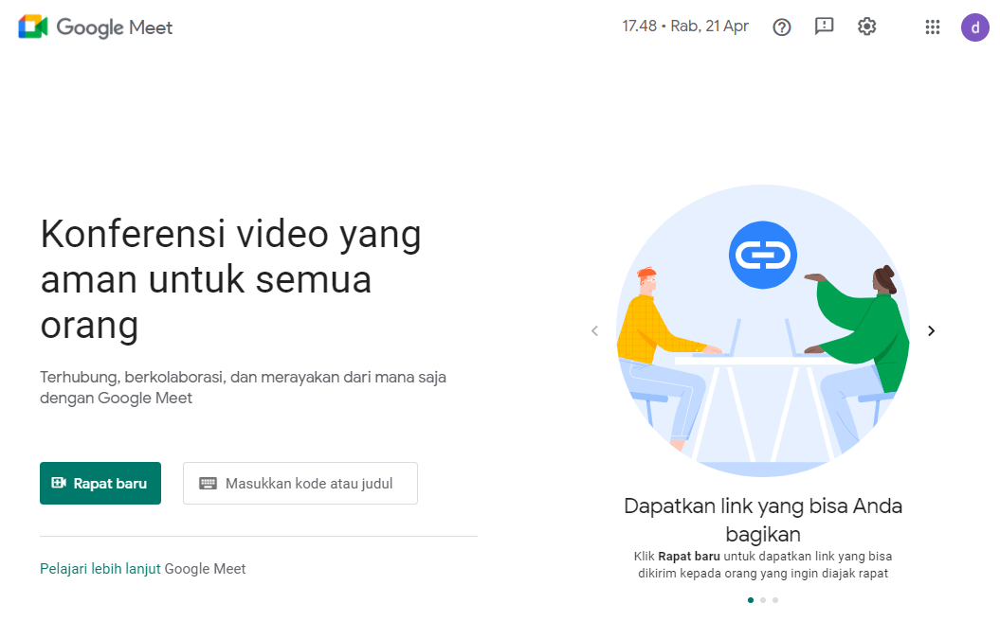 Google Meet
17.48 • Rab, 21 Apr
d
Konferensi video yang
aman untuk semua
orang
Terhubung, berkolaborasi, dan merayakan dari mana saja
dengan Google Meet
Rapat baru
Masukkan kode atau judul
Pelajari lebih lanjut Google Meet
Dapatkan link yang bisa Anda
bagikan
Klik Rapat baru untuk dapatkan link yang bisa
dikirim kepada orang yang ingin diajak rapat